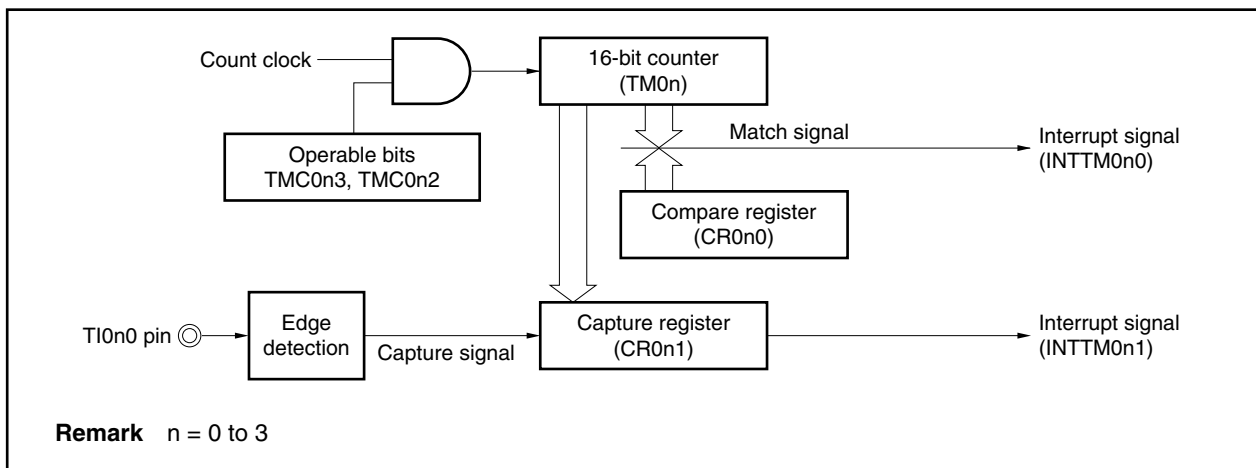 Count clock
16-bit counter
(TM0n)
Operable bits
TMC0n3, TMC0n2
Match signal
Interrupt signal
(INTTM0n0)
Compare register
(CR0n0)
TI0n0 pin
Edge
detection
Capture signal
Capture register
(CR0n1)
Interrupt signal
(INTTM0n1)
Remark n = 0 to 3